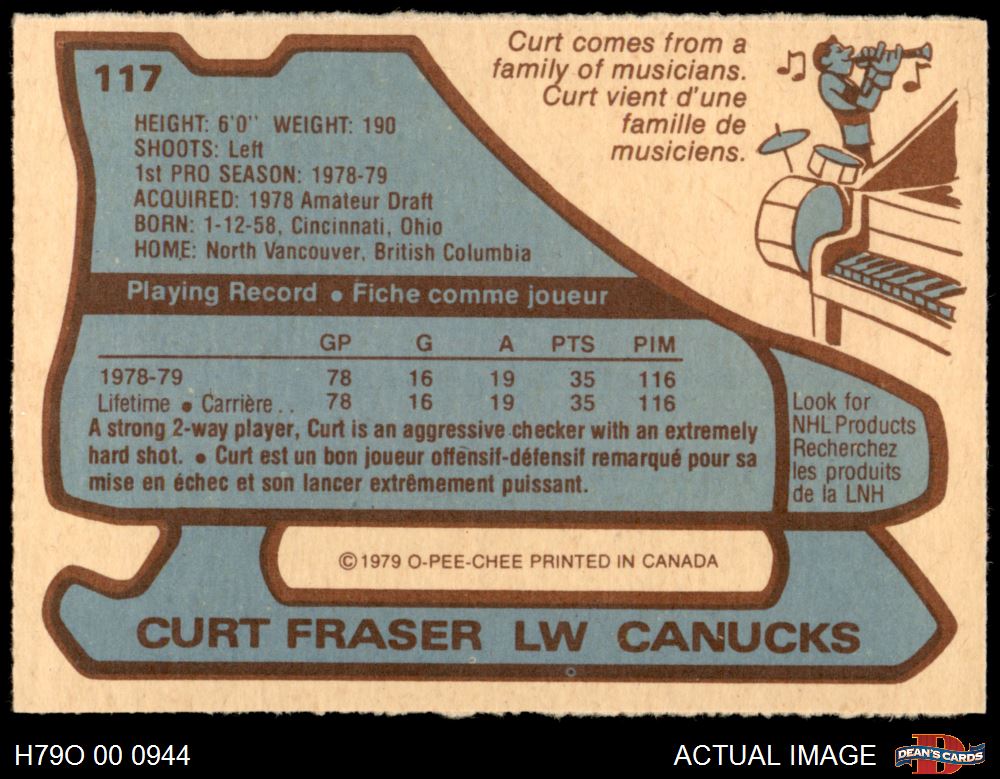 117
Curt comes from a
family of musicians.
Curt vient d'une
famille de
musiciens.
HEIGHT: 6'0" WEIGHT: 190
SHOOTS: Left
1st PRO SEASON: 1978-79
ACQUIRED: 1978 Amateur Draft
BORN: 1-12-58, Cincinnati, Ohio
HOME: North Vancouver, British Columbia
Playing Record • Fiche comme joueur
GP G A PTS PIM
1978-79 78 16 19 35 116
Lifetime • Carrière . . 78 16 19 35 116
A strong 2-way player, Curt is an aggressive checker with an extremely
hard shot. • Curt est un bon joueur offensif-défensif remarqué pour sa
mise en échec et son lancer extrêmement puissant.
Look for
NHL Products
Recherchez
les produits
de la LNH
©1979 O-PEE-CHEE PRINTED IN CANADA
CURT FRASER LW CANUCKS
H79O 00 0944
ACTUAL IMAGE
DEAN'S CARDS